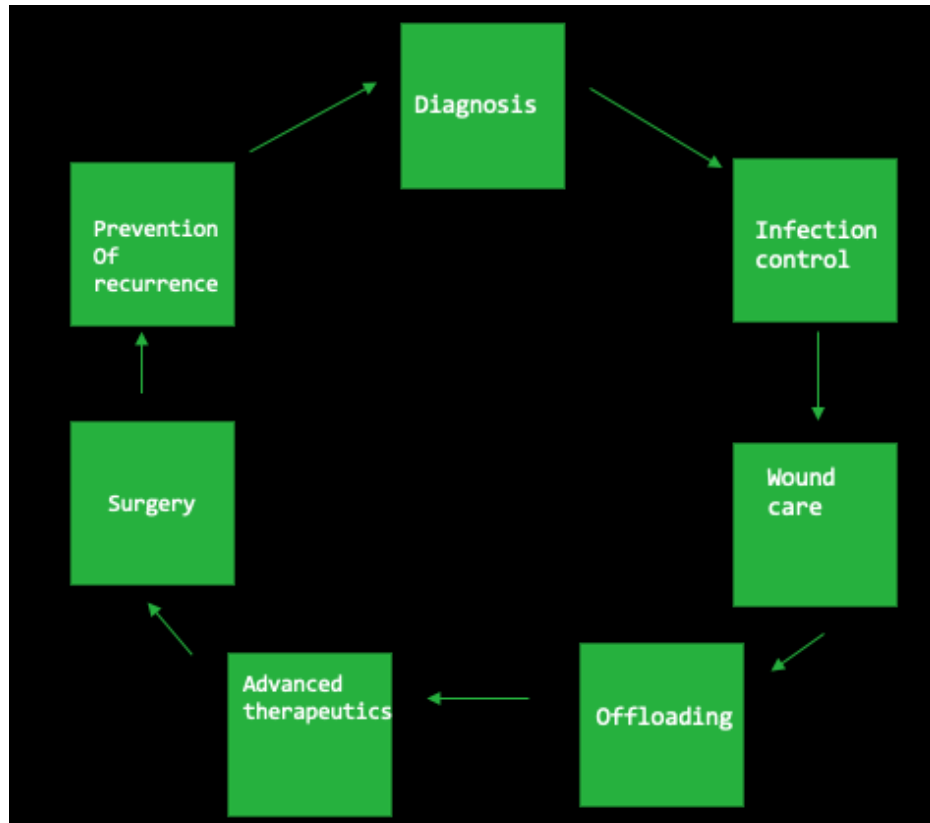 Diagnosis
Infection
control
Wound
care
Offloading
Advanced
therapeutics
Surgery
Prevention
Of
recurrence